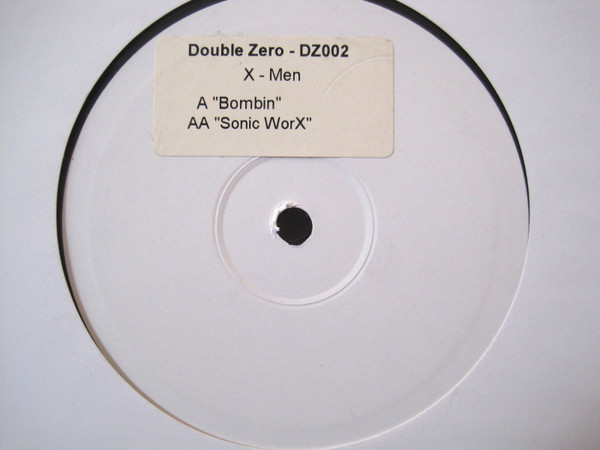 Double Zero - DZ002
X - Men
A "Bombin"
AA "Sonic WorX"